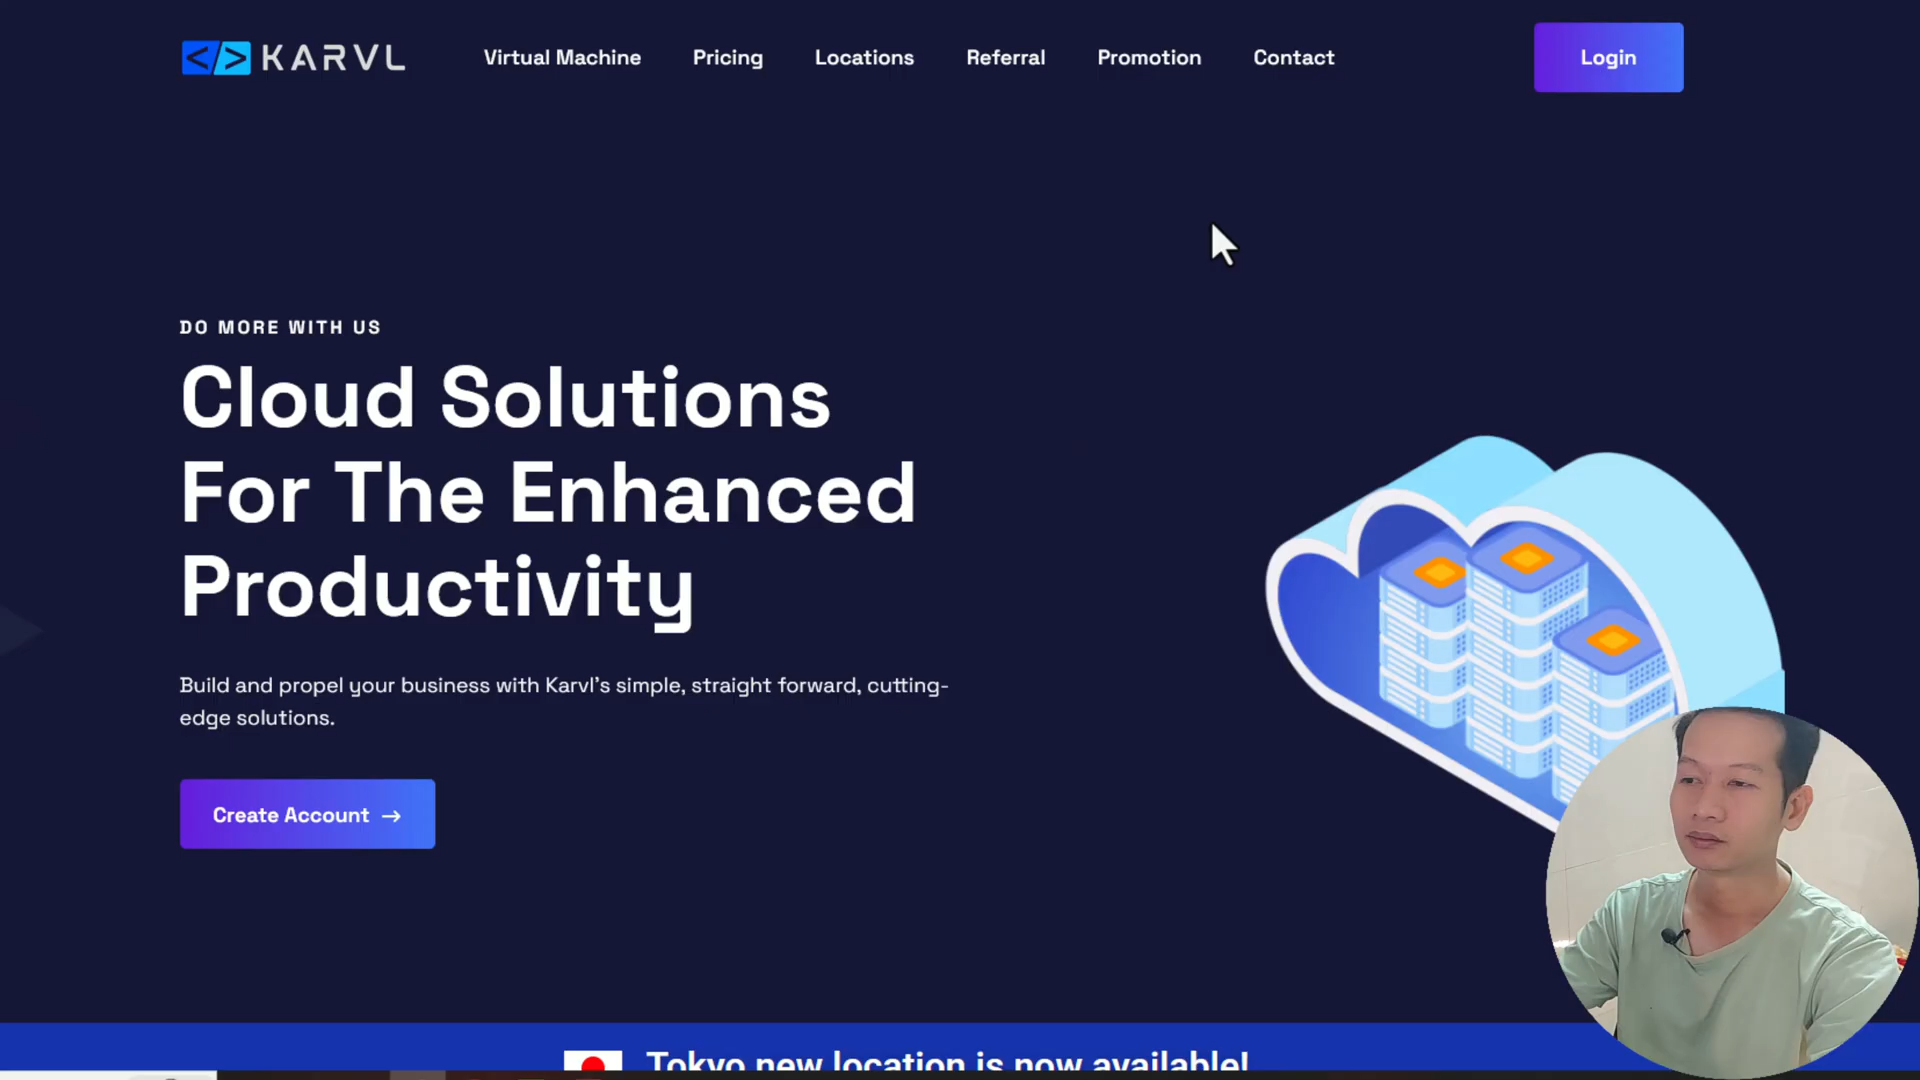 </> KARVL
Virtual Machine
Pricing
Locations
Referral
Promotion
Contact
Login
DO MORE WITH US
Cloud Solutions
For The Enhanced
Productivity
Build and propel your business with Karvl's simple, straight forward, cutting-
edge solutions.
Create Account →
Tokyo new location is now available!